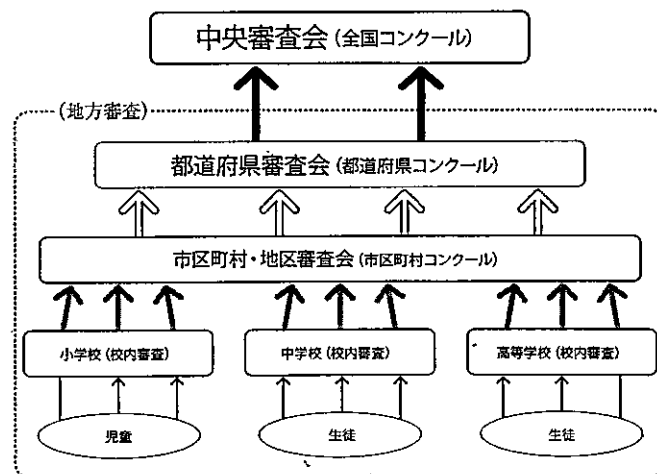 中央審査会(全国コンクール)
(地方審査)
都道府県審査会(都道府県コンクール)
市区町村・地区審査会(市区町村コンクール)
小学校(校内審査)
中学校(校内審査)
高等学校(校内審査)
児童
生徒
生徒